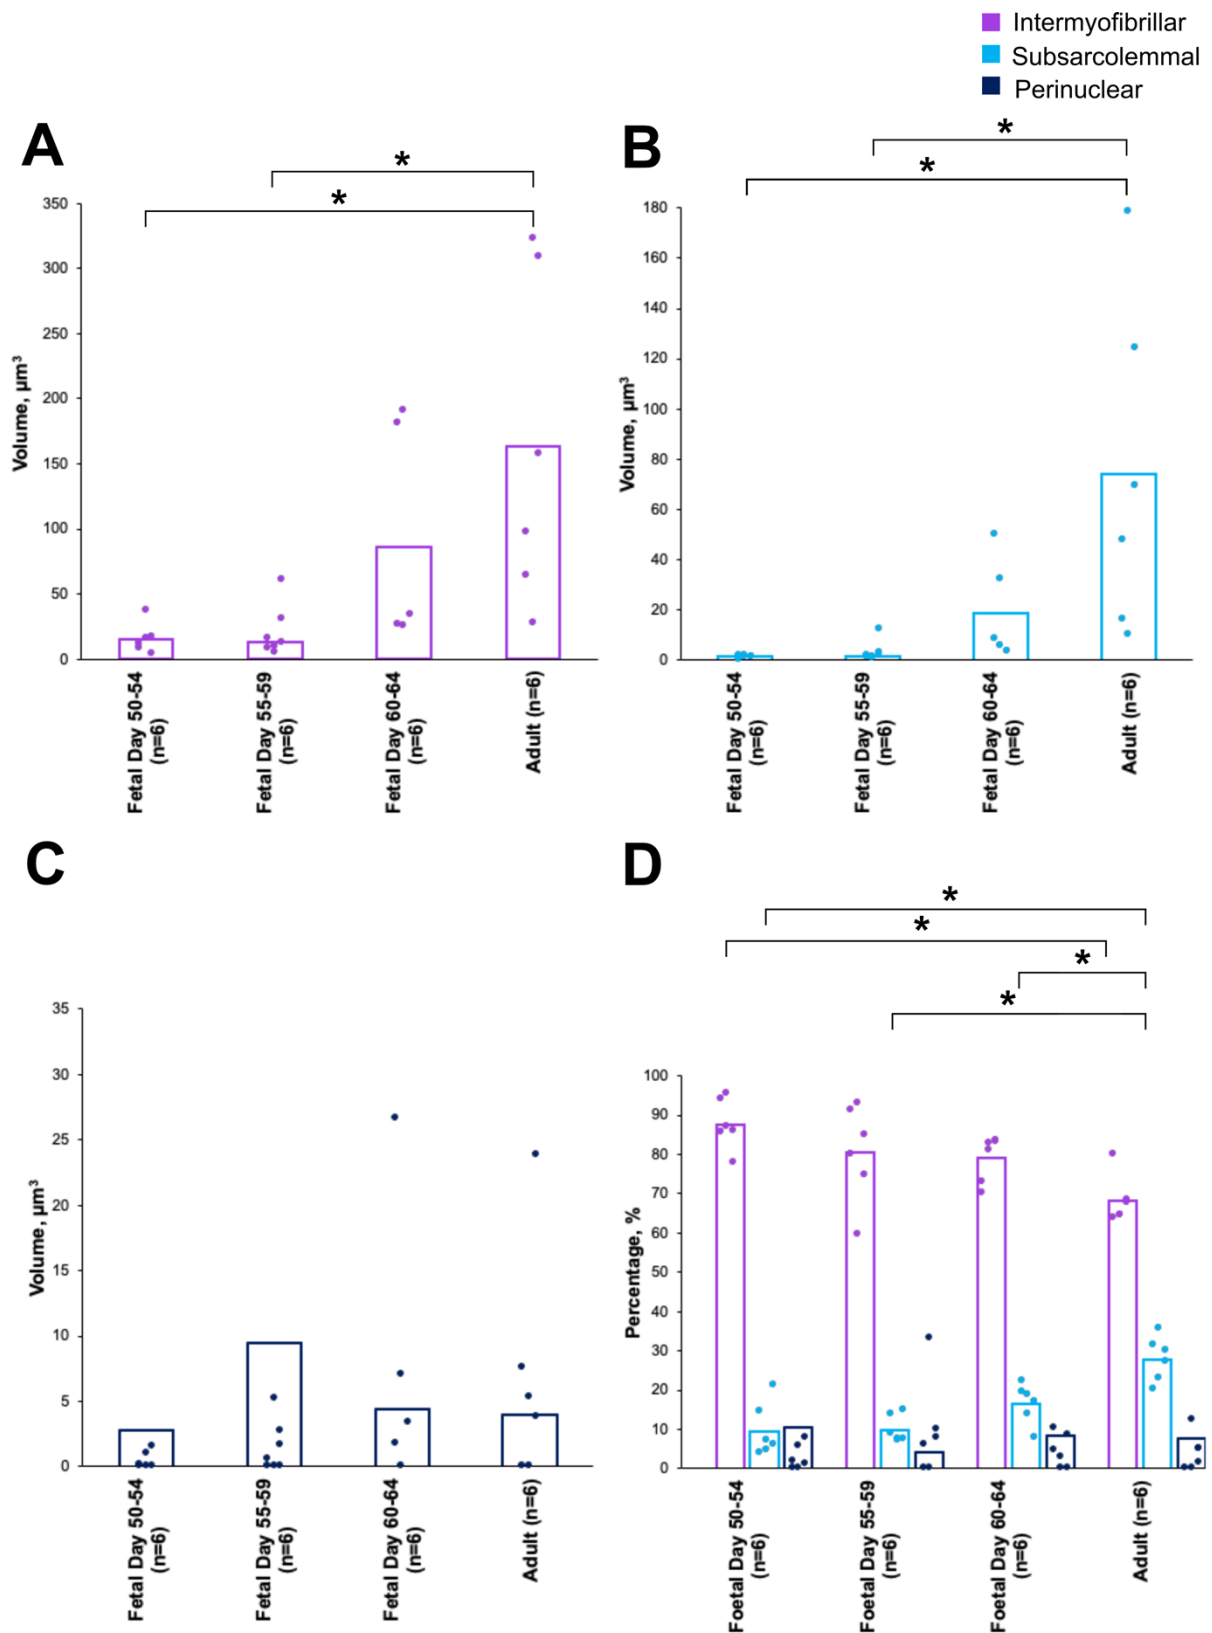 Intermyofibrillar
Subsarcolemmal
Perinuclear
A
*
*
350
300
250
200
150
100
50
0
Volume, µm³
Fetal Day 50-54
(n=6)
Fetal Day 55-59
(n=6)
Fetal Day 60-64
(n=6)
Adult (n=6)
B
*
*
180
160
140
120
100
80
60
40
20
0
Volume, µm³
Fetal Day 50-54
(n=6)
Fetal Day 55-59
(n=6)
Fetal Day 60-64
(n=6)
Adult (n=6)
C
35
30
25
20
15
10
5
0
Volume, µm³
Fetal Day 50-54
(n=6)
Fetal Day 55-59
(n=6)
Fetal Day 60-64
(n=6)
Adult (n=6)
D
*
*
*
*
100
90
80
70
60
50
40
30
20
10
0
Percentage, %
Foetal Day 50-54
(n=6)
Foetal Day 55-59
(n=6)
Foetal Day 60-64
(n=6)
Adult (n=6)